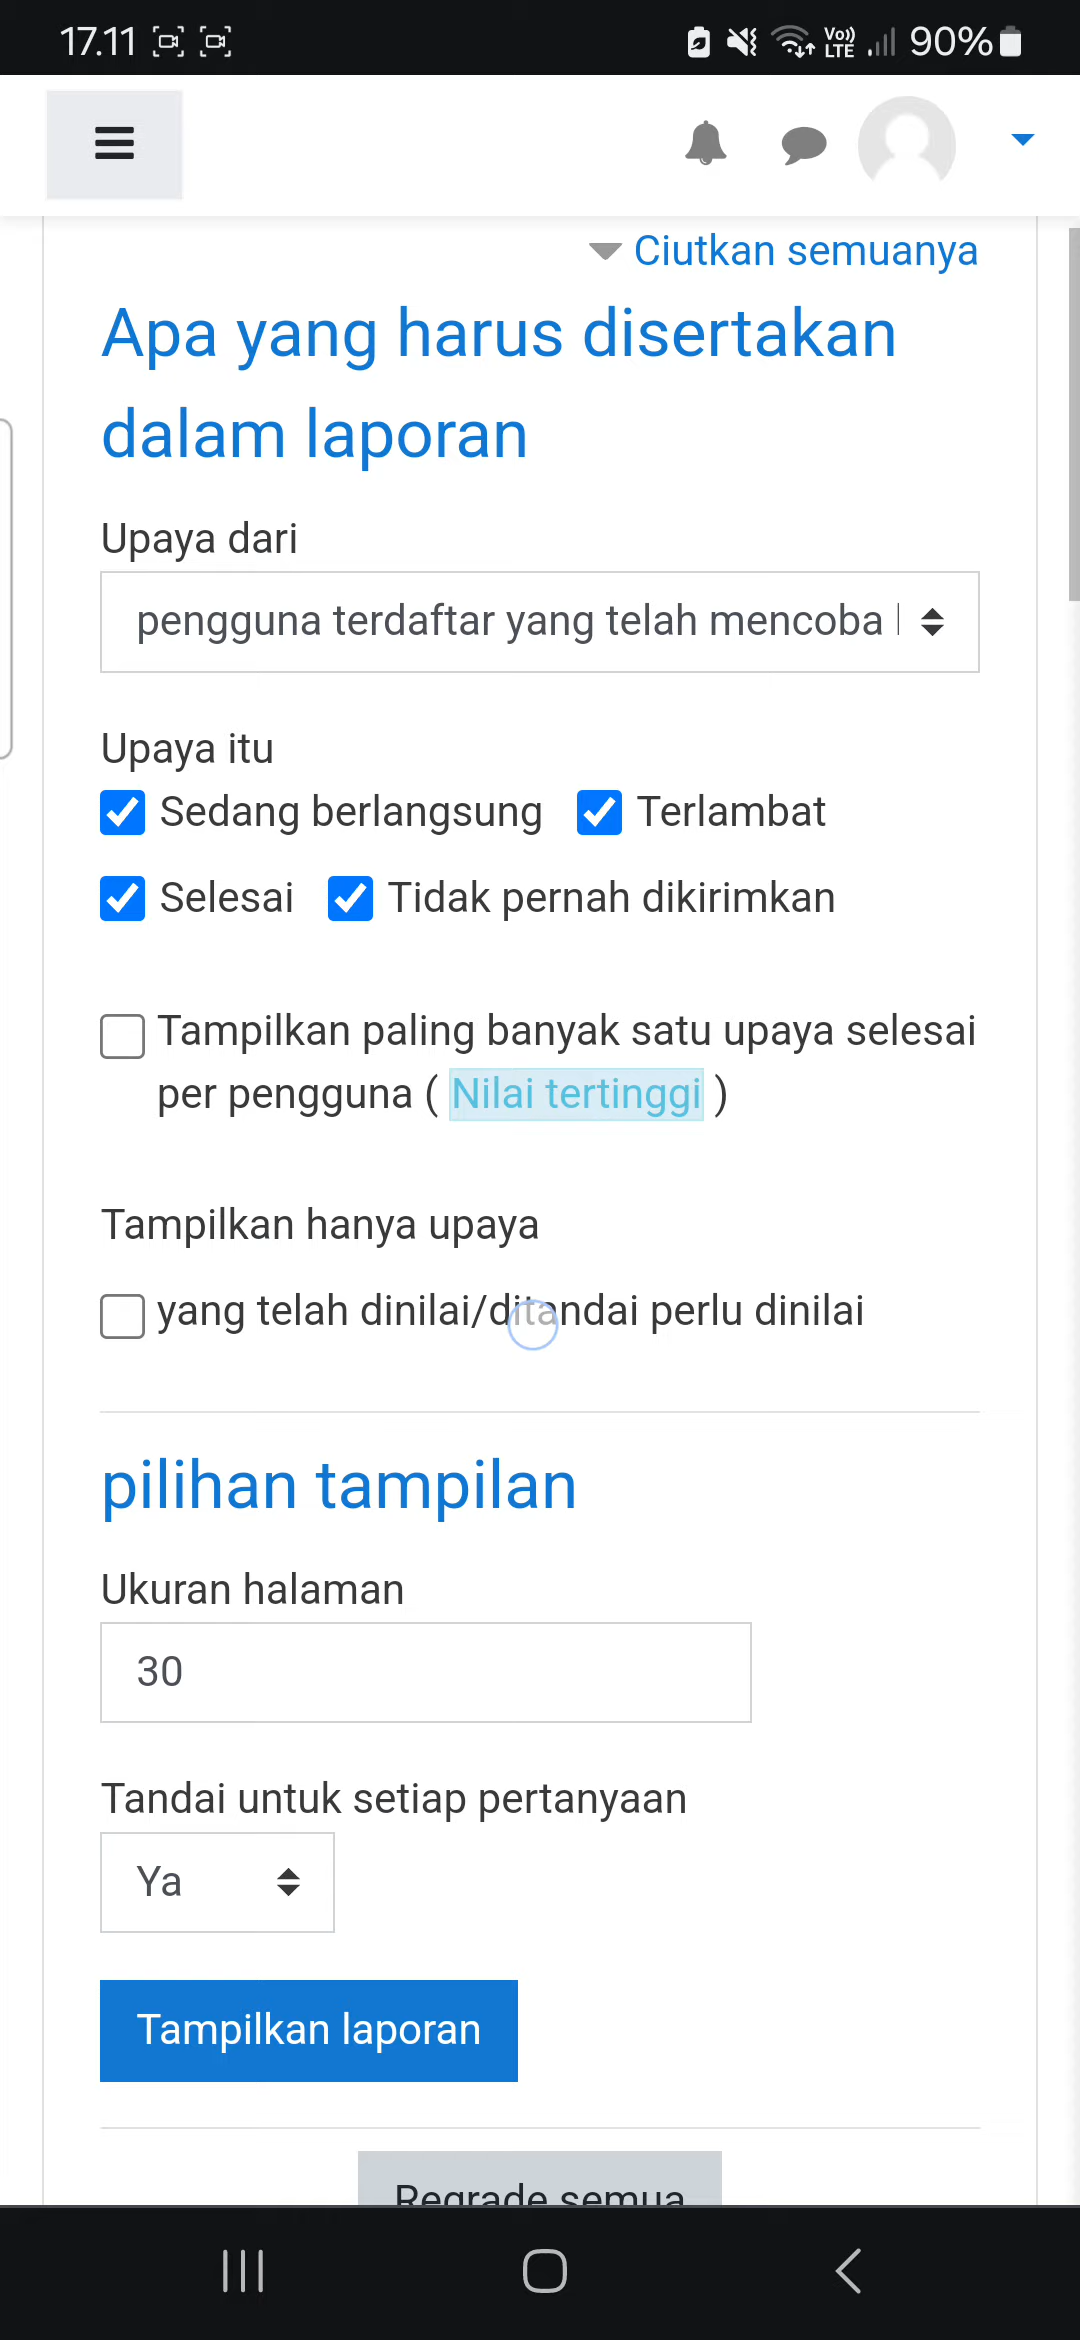 17.11
Vo)) LTE 90%
Ciutkan semuanya
Apa yang harus disertakan
dalam laporan
Upaya dari
pengguna terdaftar yang telah mencoba
Upaya itu
Sedang berlangsung Terlambat
Selesai Tidak pernah dikirimkan
Tampilkan paling banyak satu upaya selesai
per pengguna ( Nilai tertinggi )
Tampilkan hanya upaya
yang telah dinilai/ditandai perlu dinilai
pilihan tampilan
Ukuran halaman
30
Tandai untuk setiap pertanyaan
Ya
Tampilkan laporan
Regrade semua